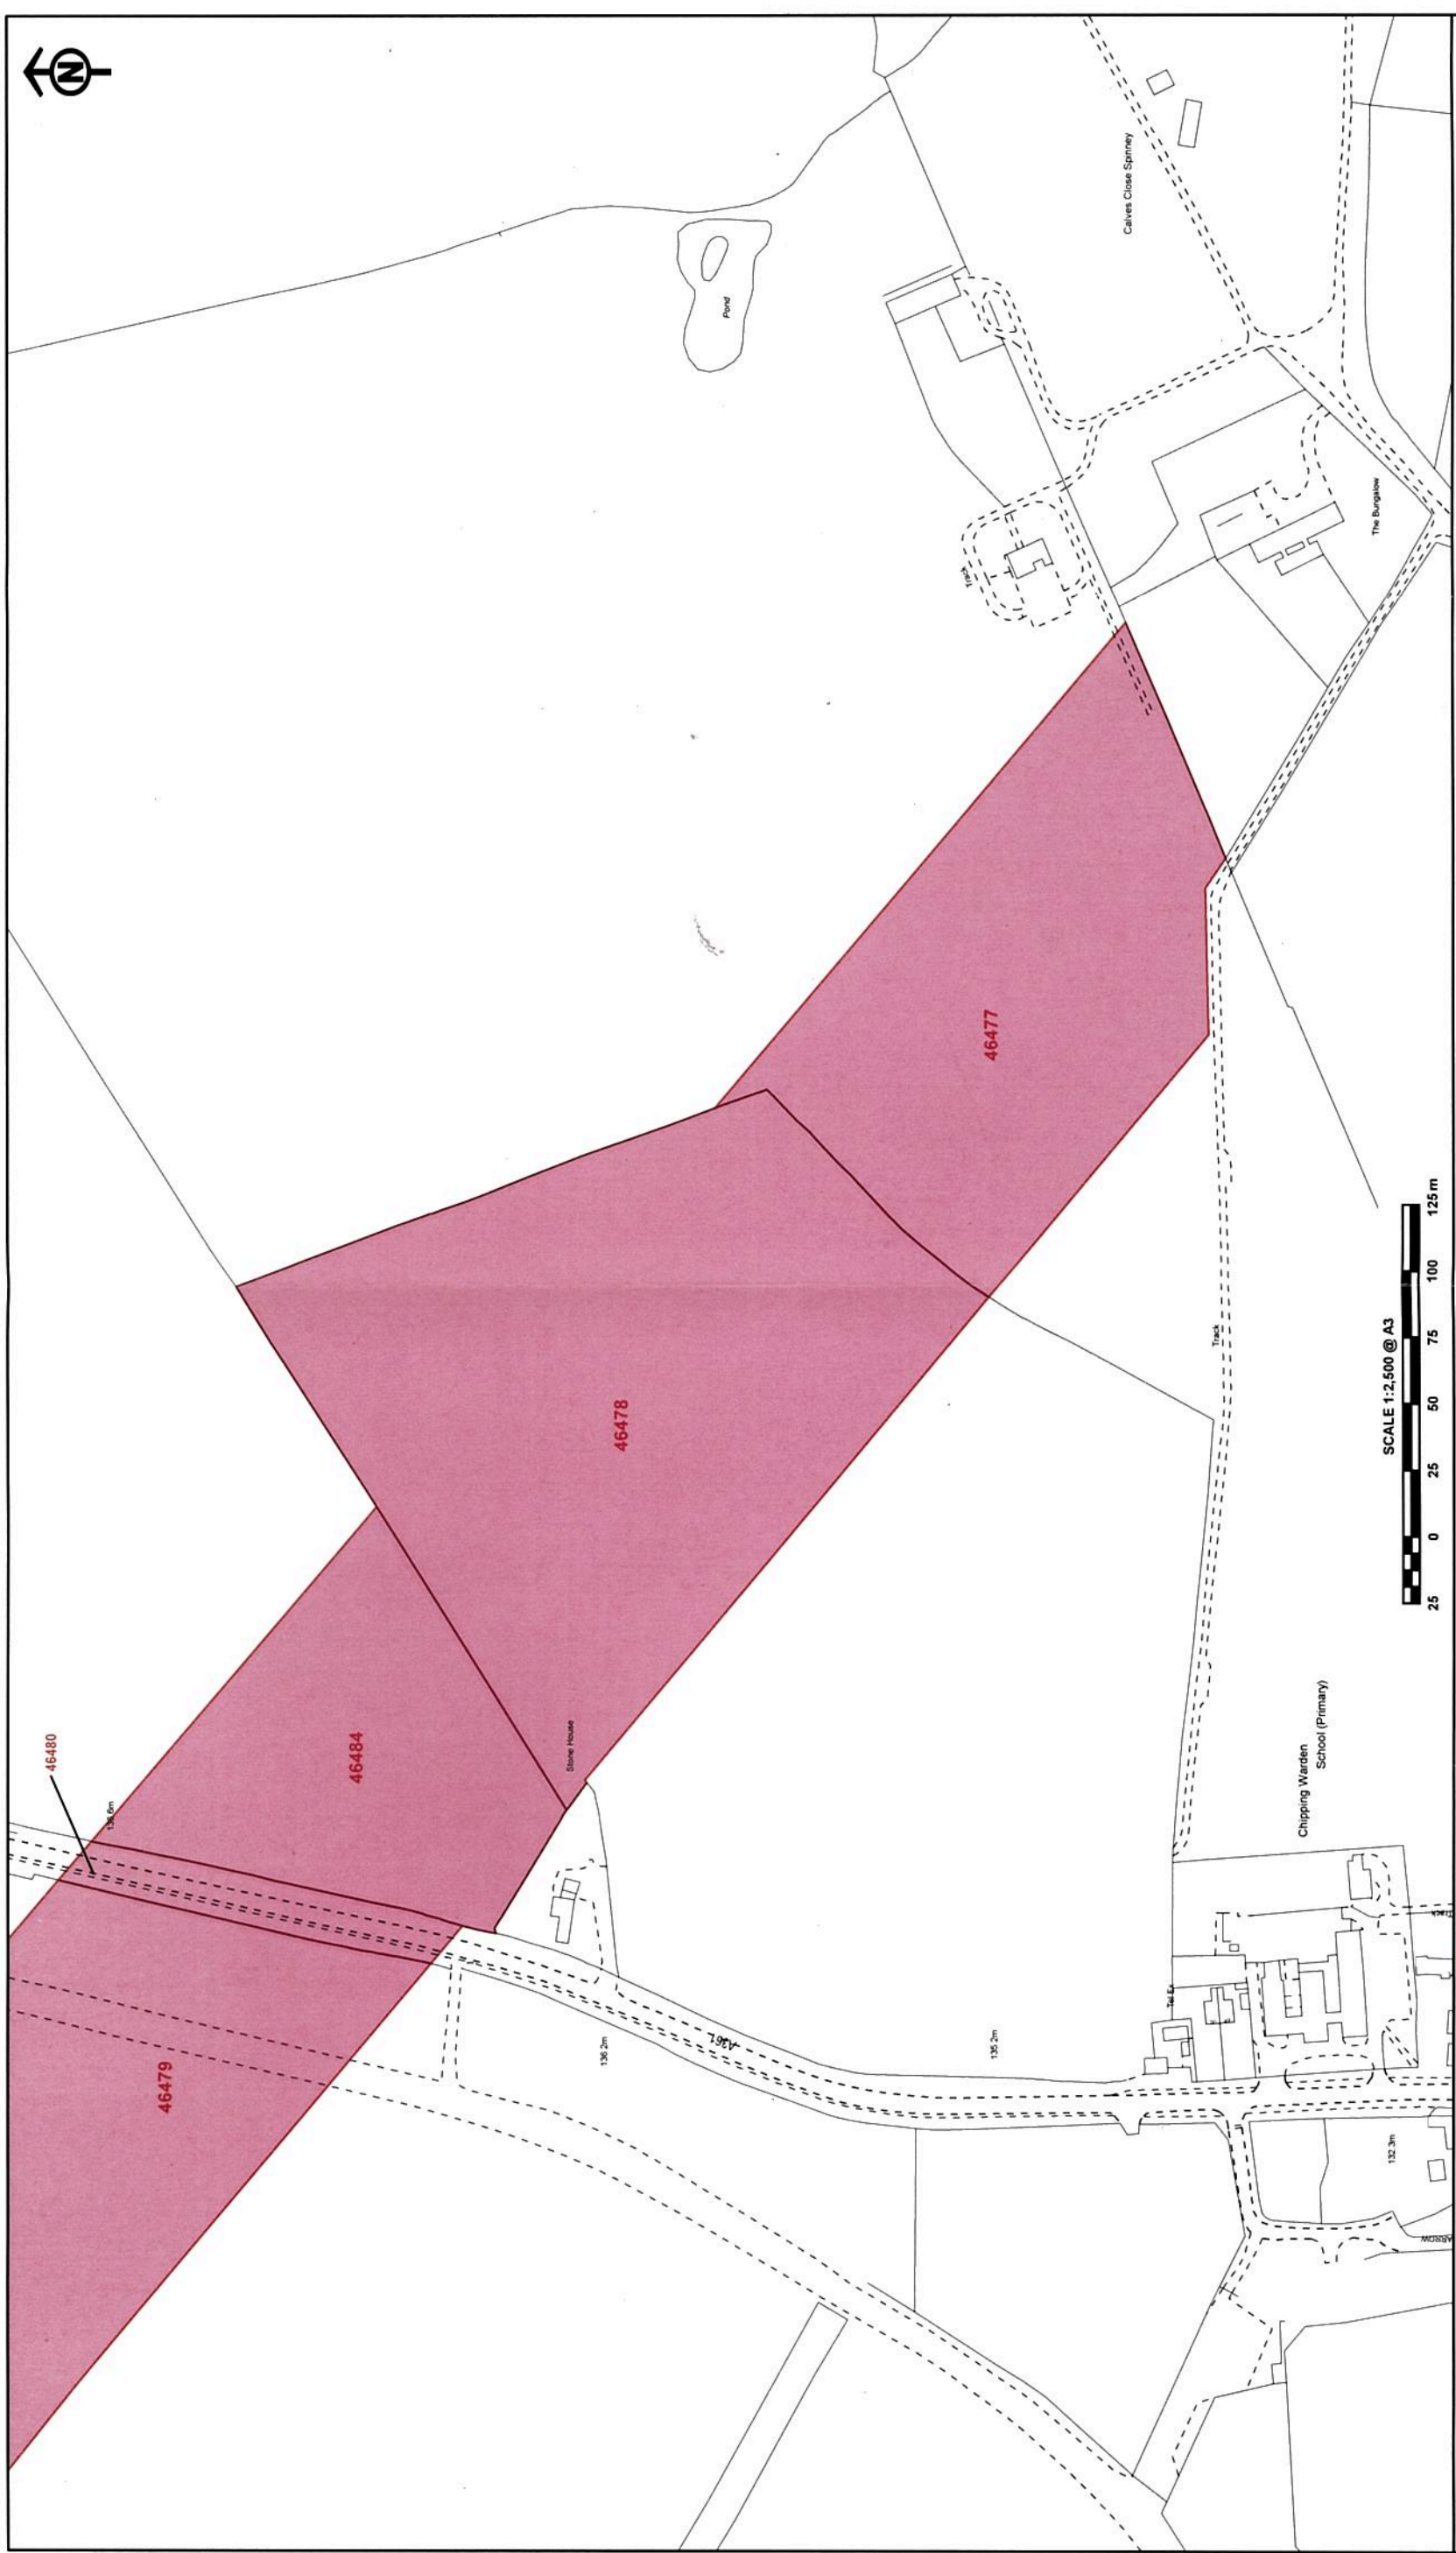 N
46480
136.6m
46479
46484
46478
46477
Stone House
Pond
Track
Calves Close Spinney
The Bungalow
136.2m
A361
135.2m
Tel Ex
Track
Chipping Warden
School (Primary)
Track
132.3m
SCALE 1:2,500 @ A3
25 0 25 50 75 100 125 m